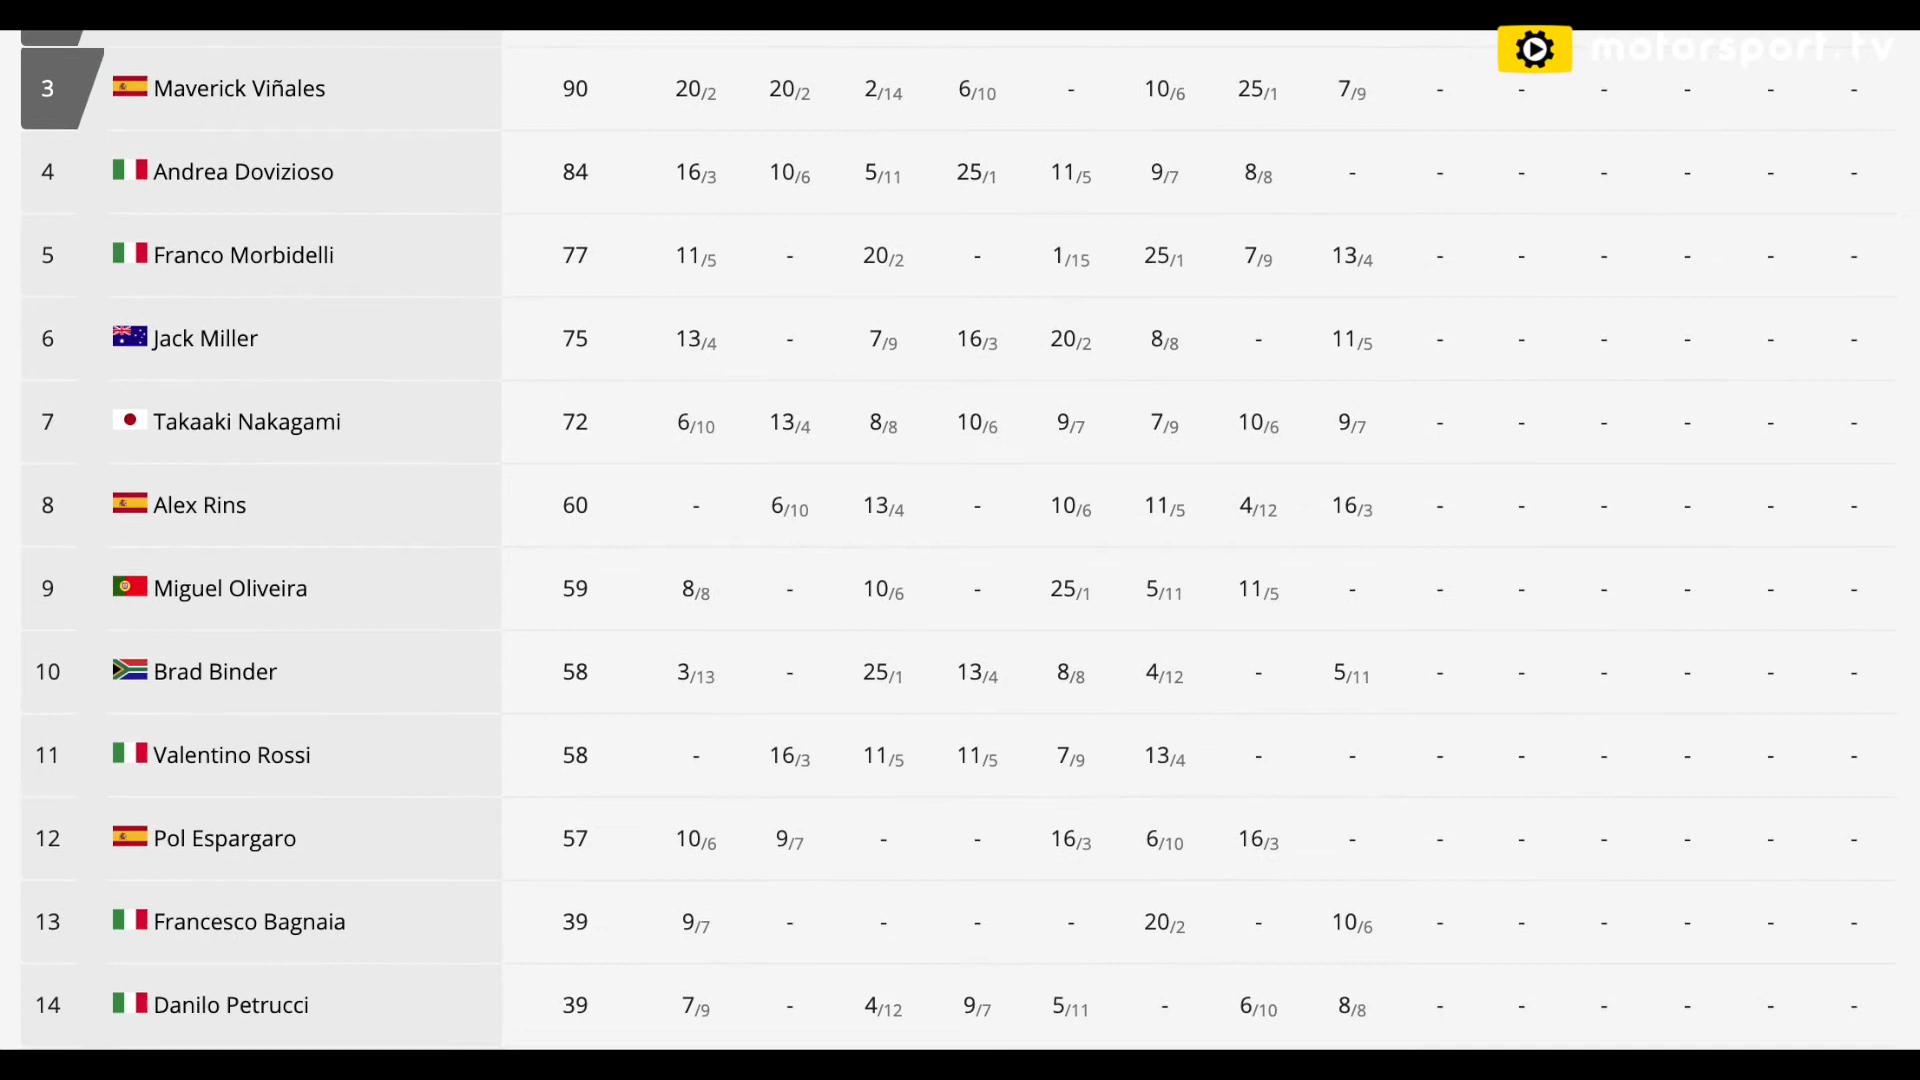 motorsport.tv
3 Maverick Viñales 90 20/2 20/2 2/14 6/10 - 10/6 25/1 7/9 - - - - - -
4 Andrea Dovizioso 84 16/3 10/6 5/11 25/1 11/5 9/7 8/8 - - - - - - -
5 Franco Morbidelli 77 11/5 - 20/2 - 1/15 25/1 7/9 13/4 - - - - - -
6 Jack Miller 75 13/4 - 7/9 16/3 20/2 8/8 - 11/5 - - - - - -
7 Takaaki Nakagami 72 6/10 13/4 8/8 10/6 9/7 7/9 10/6 9/7 - - - - - -
8 Alex Rins 60 - 6/10 13/4 - 10/6 11/5 4/12 16/3 - - - - - -
9 Miguel Oliveira 59 8/8 - 10/6 - 25/1 5/11 11/5 - - - - - - -
10 Brad Binder 58 3/13 - 25/1 13/4 8/8 4/12 - 5/11 - - - - - -
11 Valentino Rossi 58 - 16/3 11/5 11/5 7/9 13/4 - - - - - - - -
12 Pol Espargaro 57 10/6 9/7 - - 16/3 6/10 16/3 - - - - - - -
13 Francesco Bagnaia 39 9/7 - - - - 20/2 - 10/6 - - - - - -
14 Danilo Petrucci 39 7/9 - 4/12 9/7 5/11 - 6/10 8/8 - - - - - -